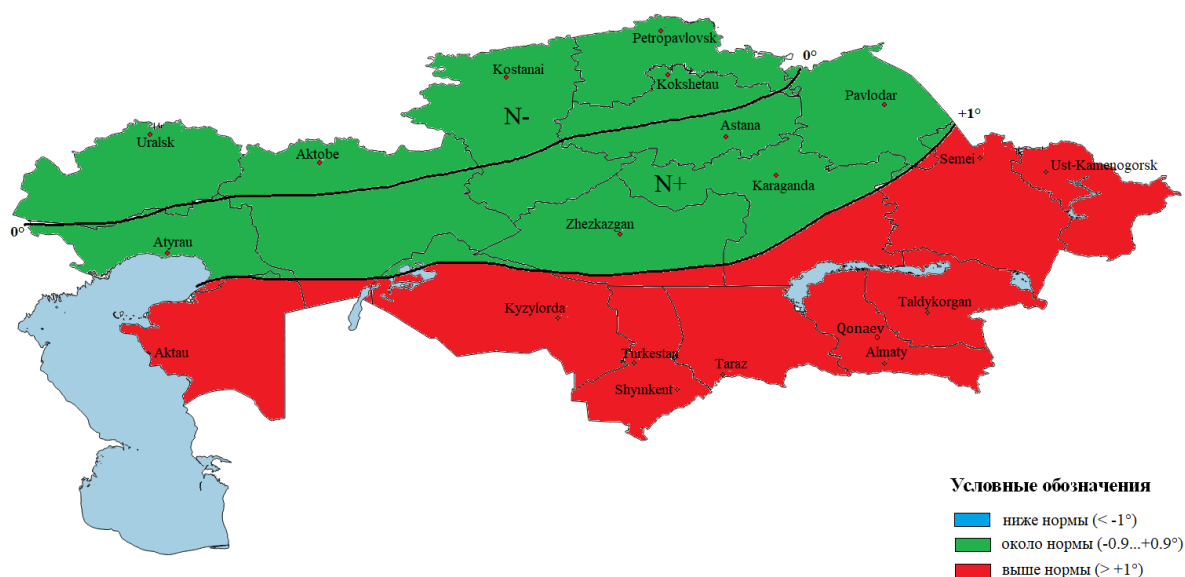 Petropavlovsk
Kostanai
0°
Kokshetau
Pavlodar
+1°
N-
Astana
Uralsk
Aktobe
Semei
Ust-Kamenogorsk
N+
Karaganda
0°
Zhezkazgan
Atyrau
Kyzylorda
Taldykorgan
Qonaev
Aktau
Turkestan
Almaty
Taraz
Shymkent
Условные обозначения
ниже нормы (< -1°)
около нормы (-0.9...+0.9°)
выше нормы (> +1°)